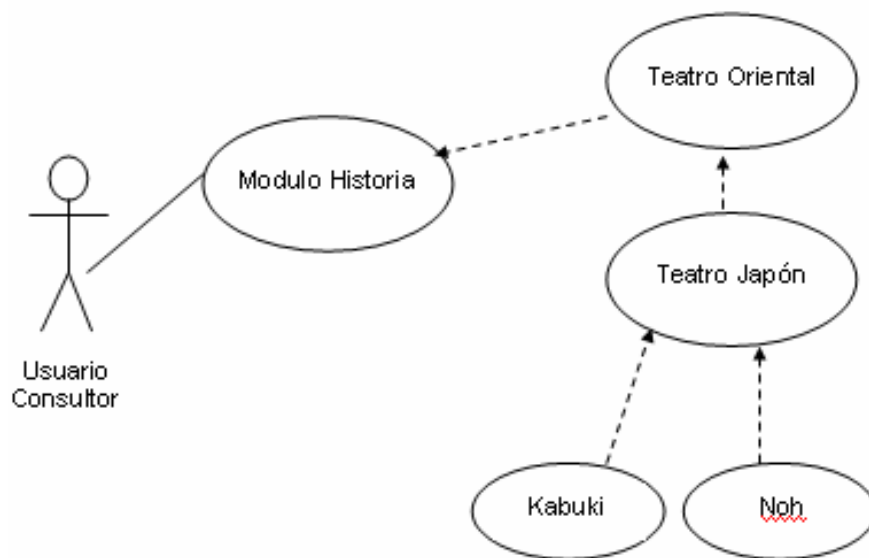 Teatro Oriental
Modulo Historia
Teatro Japón
Usuario
Consultor
Kabuki
Noh